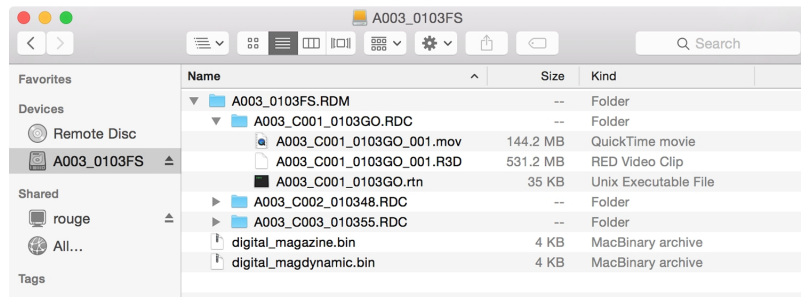 A003_0103FS
Search
Favorites
Devices
Remote Disc
A003_0103FS
Shared
rouge
All...
Tags
Name Size Kind
A003_0103FS.RDM -- Folder
A003_C001_0103GO.RDC -- Folder
A003_C001_0103GO_001.mov 144.2 MB QuickTime movie
A003_C001_0103GO_001.R3D 531.2 MB RED Video Clip
A003_C001_0103GO.rtn 35 KB Unix Executable File
A003_C002_010348.RDC -- Folder
A003_C003_010355.RDC -- Folder
digital_magazine.bin 4 KB MacBinary archive
digital_magdynamic.bin 4 KB MacBinary archive